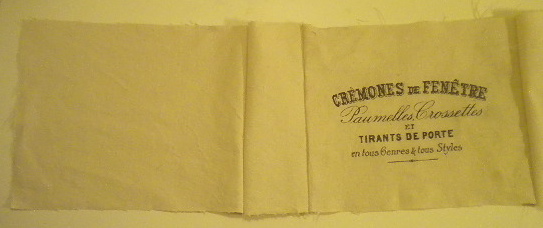 CRÉMONES DE FENÊTRE
Paumelles, Crossettes
ET
TIRANTS DE PORTE
en tous Genres & tous Styles